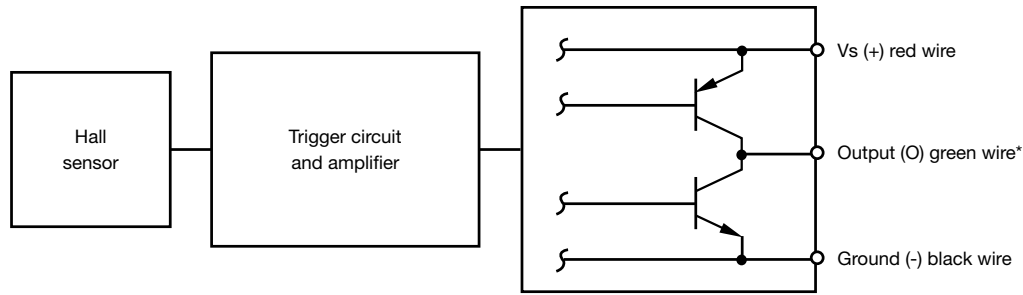 Hall
sensor
Trigger circuit
and amplifier
Vs (+) red wire
Output (O) green wire*
Ground (-) black wire